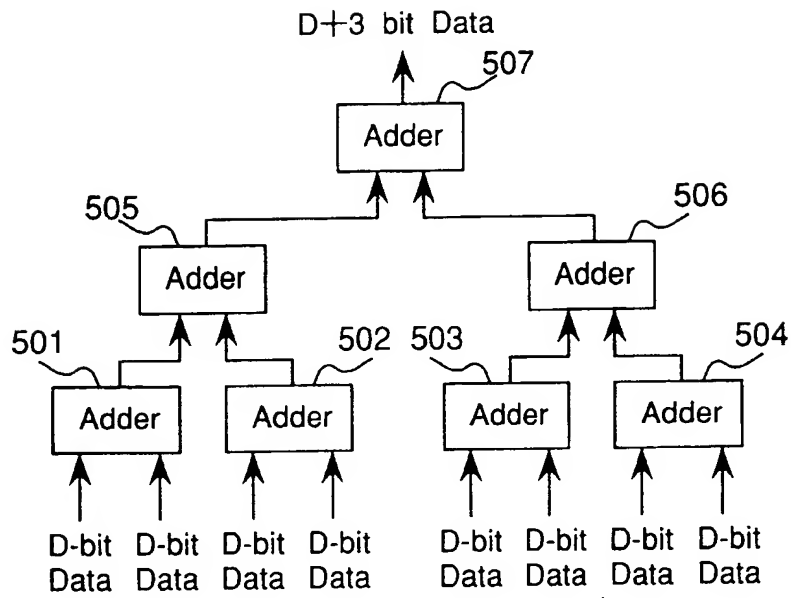 D+3 bit Data
507
Adder
505
506
Adder
Adder
501
502
503
504
Adder
Adder
Adder
Adder
D-bit D-bit D-bit D-bit D-bit D-bit D-bit D-bit
Data Data Data Data Data Data Data Data